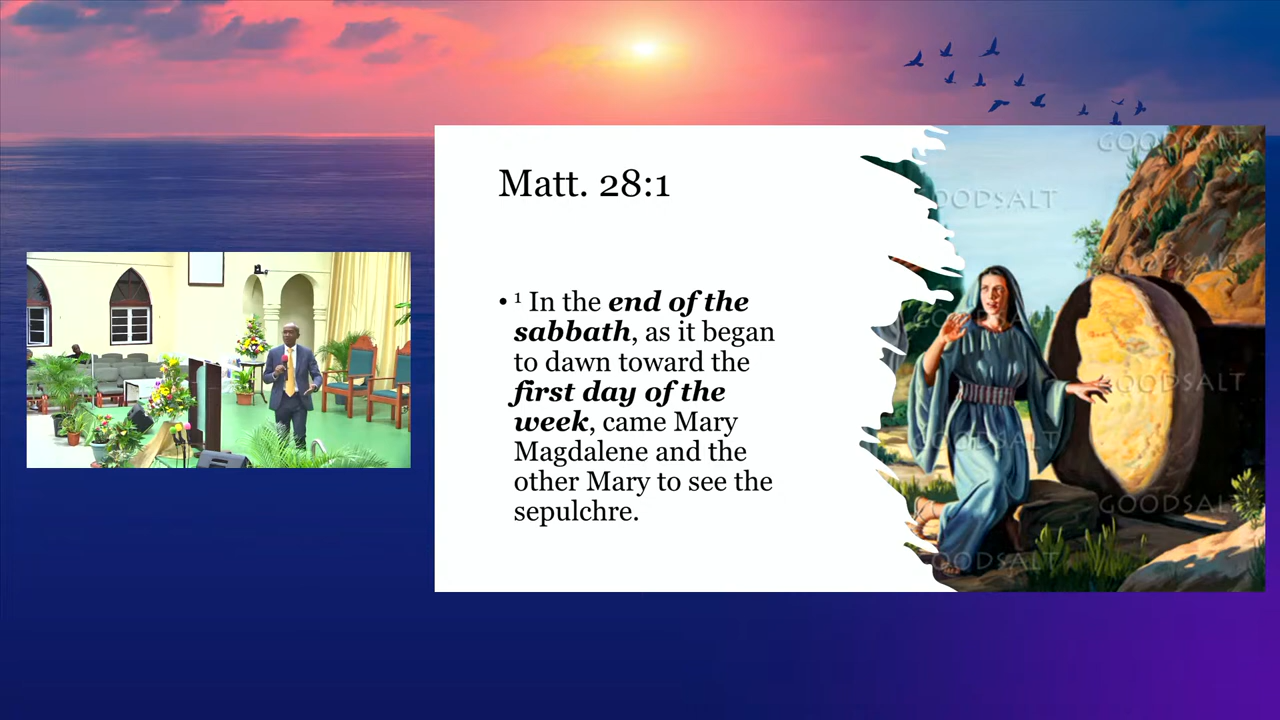 Matt. 28:1
• ¹ In the end of the
sabbath, as it began
to dawn toward the
first day of the
week, came Mary
Magdalene and the
other Mary to see the
sepulchre.
GOODSALT
GOODSALT
GOODSALT
GOODSALT
GOODSALT
GOODSALT